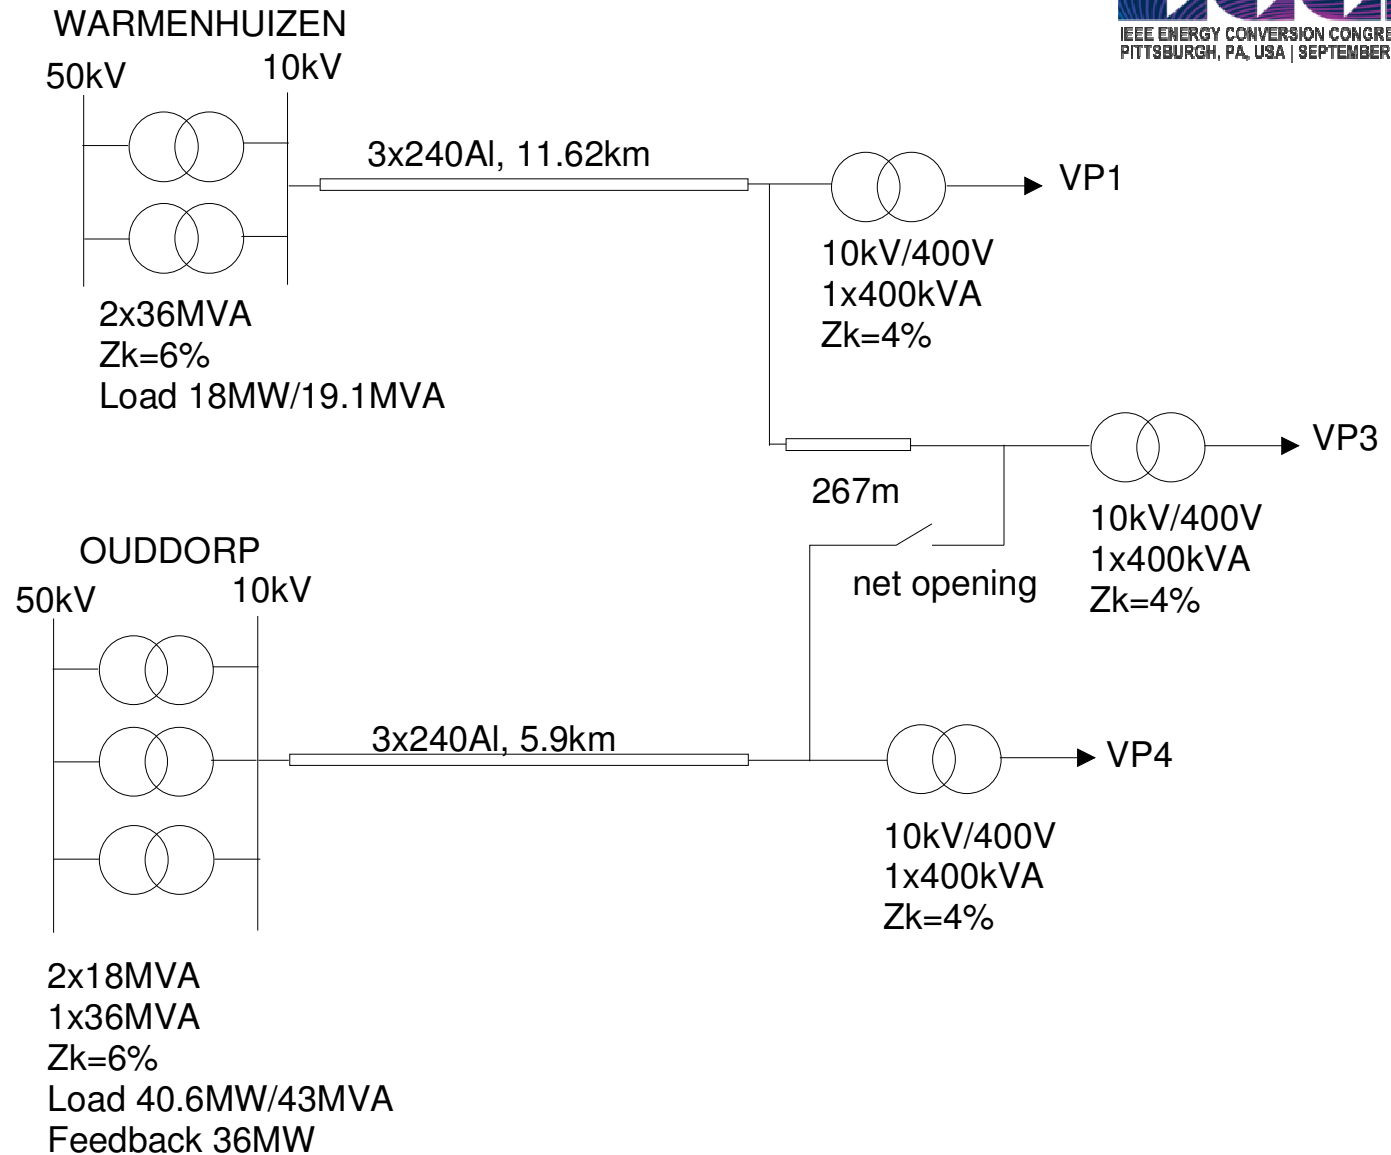 IEEE ENERGY CONVERSION
PITTSBURGH, PA, USA | SEPTEMBER
WARMENHUIZEN
50kV
10kV
3x240Al, 11.62km
VP1
10kV/400V
1x400kVA
Zk=4%
2x36MVA
Zk=6%
Load 18MW/19.1MVA
VP3
267m
10kV/400V
1x400kVA
Zk=4%
net opening
OUDDORP
50kV
10kV
3x240Al, 5.9km
VP4
10kV/400V
1x400kVA
Zk=4%
2x18MVA
1x36MVA
Zk=6%
Load 40.6MW/43MVA
Feedback 36MW